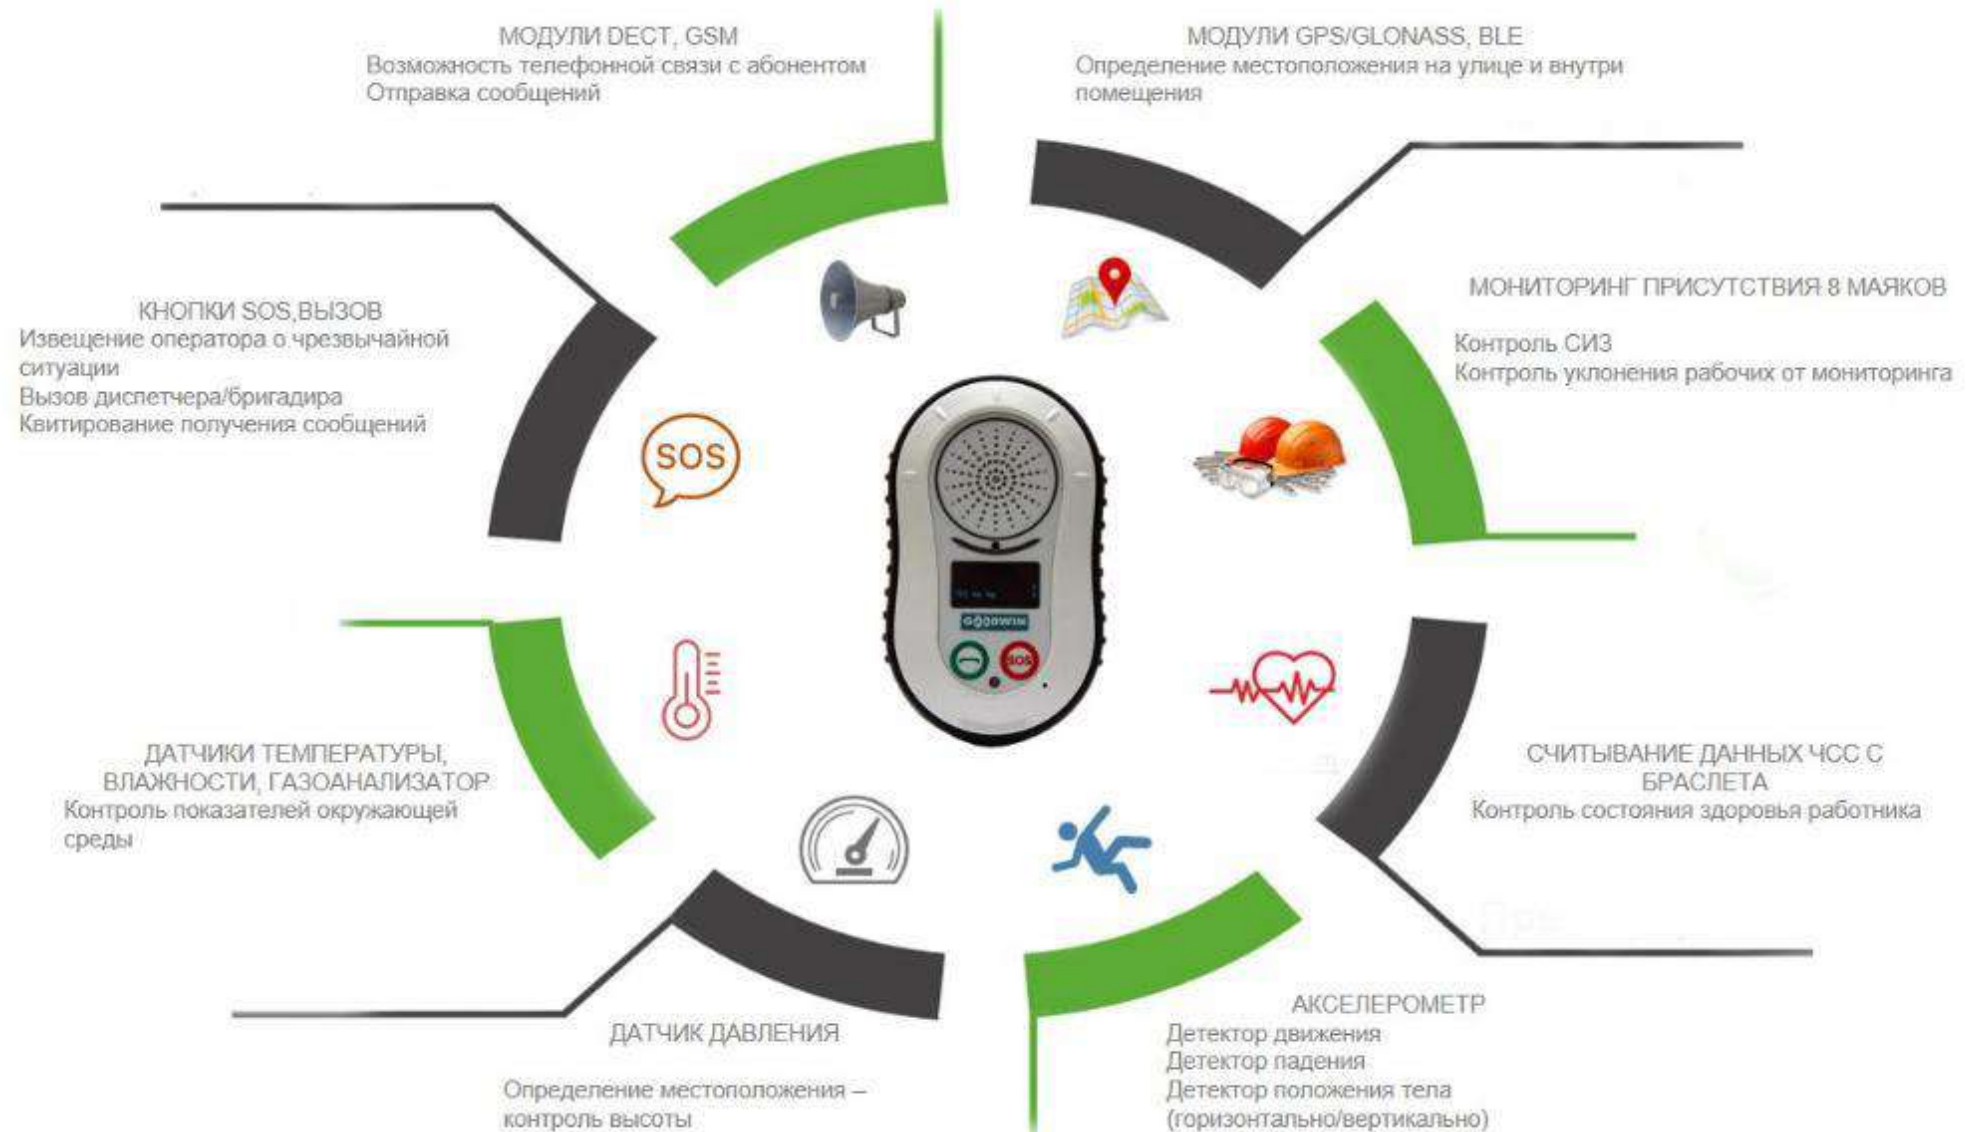 МОДУЛИ DECT, GSM
Возможность телефонной связи с абонентом
Отправка сообщений
МОДУЛИ GPS/GLONASS, BLE
Определение местоположения на улице и внутри
помещения
КНОПКИ SOS,ВЫЗОВ
Извещение оператора о чрезвычайной
ситуации
Вызов диспетчера/бригадира
Квитирование получения сообщений
МОНИТОРИНГ ПРИСУТСТВИЯ 8 МАЯКОВ
Контроль СИЗ
Контроль уклонения рабочих от мониторинга
SOS
GOODWIN
SOS
ДАТЧИКИ ТЕМПЕРАТУРЫ,
ВЛАЖНОСТИ, ГАЗОАНАЛИЗАТОР
Контроль показателей окружающей
среды
СЧИТЫВАНИЕ ДАННЫХ ЧСС С
БРАСЛЕТА
Контроль состояния здоровья работника
ДАТЧИК ДАВЛЕНИЯ
Определение местоположения –
контроль высоты
АКСЕЛЕРОМЕТР
Детектор движения
Детектор падения
Детектор положения тела
(горизонтально/вертикально)